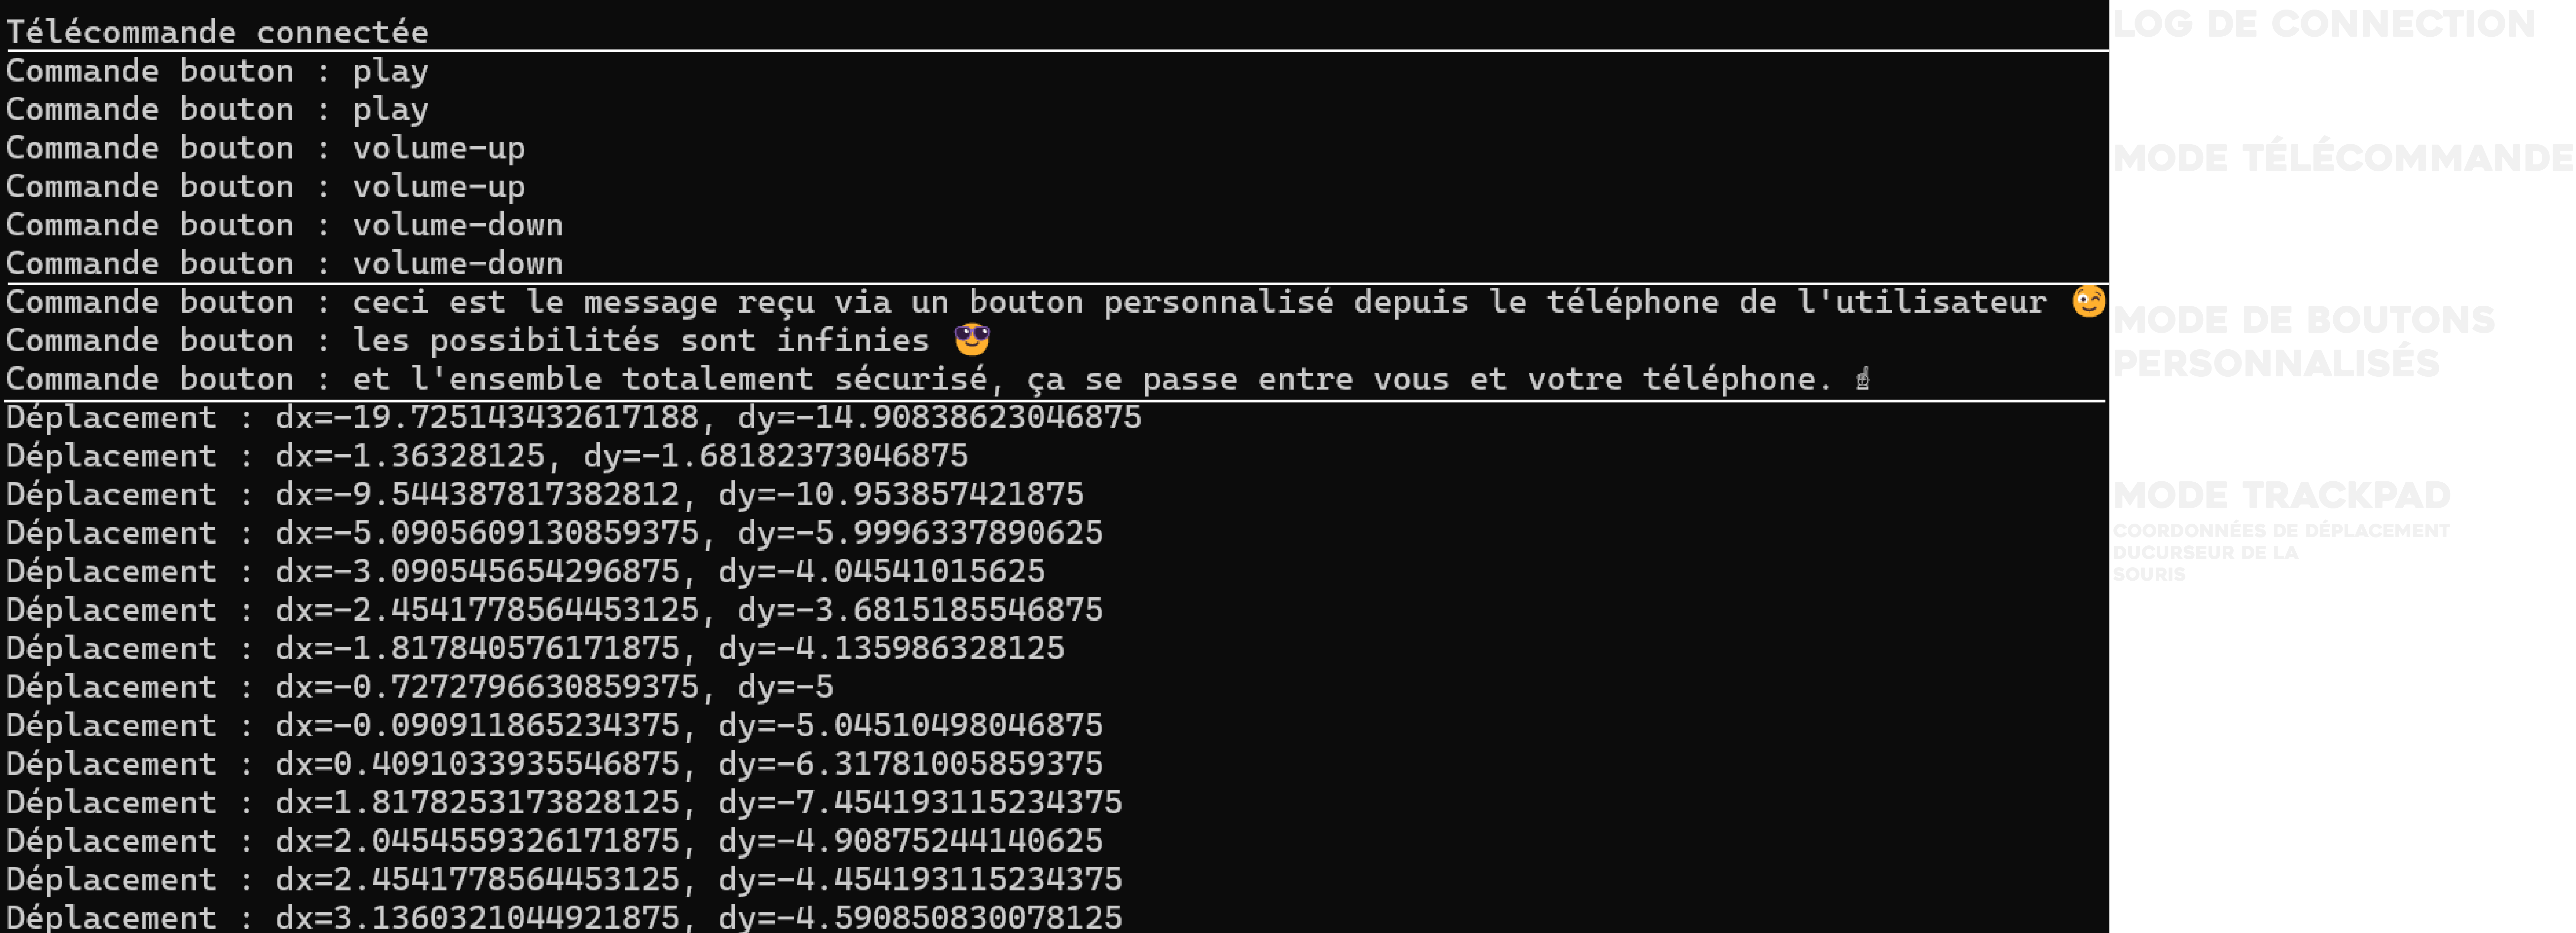 Télécommande connectée
LOG DE CONNECTION
Commande bouton : play
Commande bouton : play
Commande bouton : volume-up
Commande bouton : volume-up
Commande bouton : volume-down
Commande bouton : volume-down
MODE TÉLÉCOMMANDE
Commande bouton : ceci est le message reçu via un bouton personnalisé depuis le téléphone de l'utilisateur 😉
Commande bouton : les possibilités sont infinies 😎
Commande bouton : et l'ensemble totalement sécurisé, ça se passe entre vous et votre téléphone. ☝
MODE DE BOUTONS
PERSONNALISÉS
Déplacement : dx=-19.725143432617188, dy=-14.90838623046875
Déplacement : dx=-1.36328125, dy=-1.68182373046875
Déplacement : dx=-9.544387817382812, dy=-10.953857421875
Déplacement : dx=-5.0905609130859375, dy=-5.9996337890625
Déplacement : dx=-3.090545654296875, dy=-4.04541015625
Déplacement : dx=-2.4541778564453125, dy=-3.6815185546875
Déplacement : dx=-1.817840576171875, dy=-4.135986328125
Déplacement : dx=-0.7272796630859375, dy=-5
Déplacement : dx=-0.090911865234375, dy=-5.04510498046875
Déplacement : dx=0.4091033935546875, dy=-6.31781005859375
Déplacement : dx=1.8178253173828125, dy=-7.454193115234375
Déplacement : dx=2.0454559326171875, dy=-4.90875244140625
Déplacement : dx=2.4541778564453125, dy=-4.454193115234375
Déplacement : dx=3.1360321044921875, dy=-4.590850830078125
MODE TRACKPAD
COORDONNÉES DE DÉPLACEMENT
DUCURSEUR DE LA
SOURIS